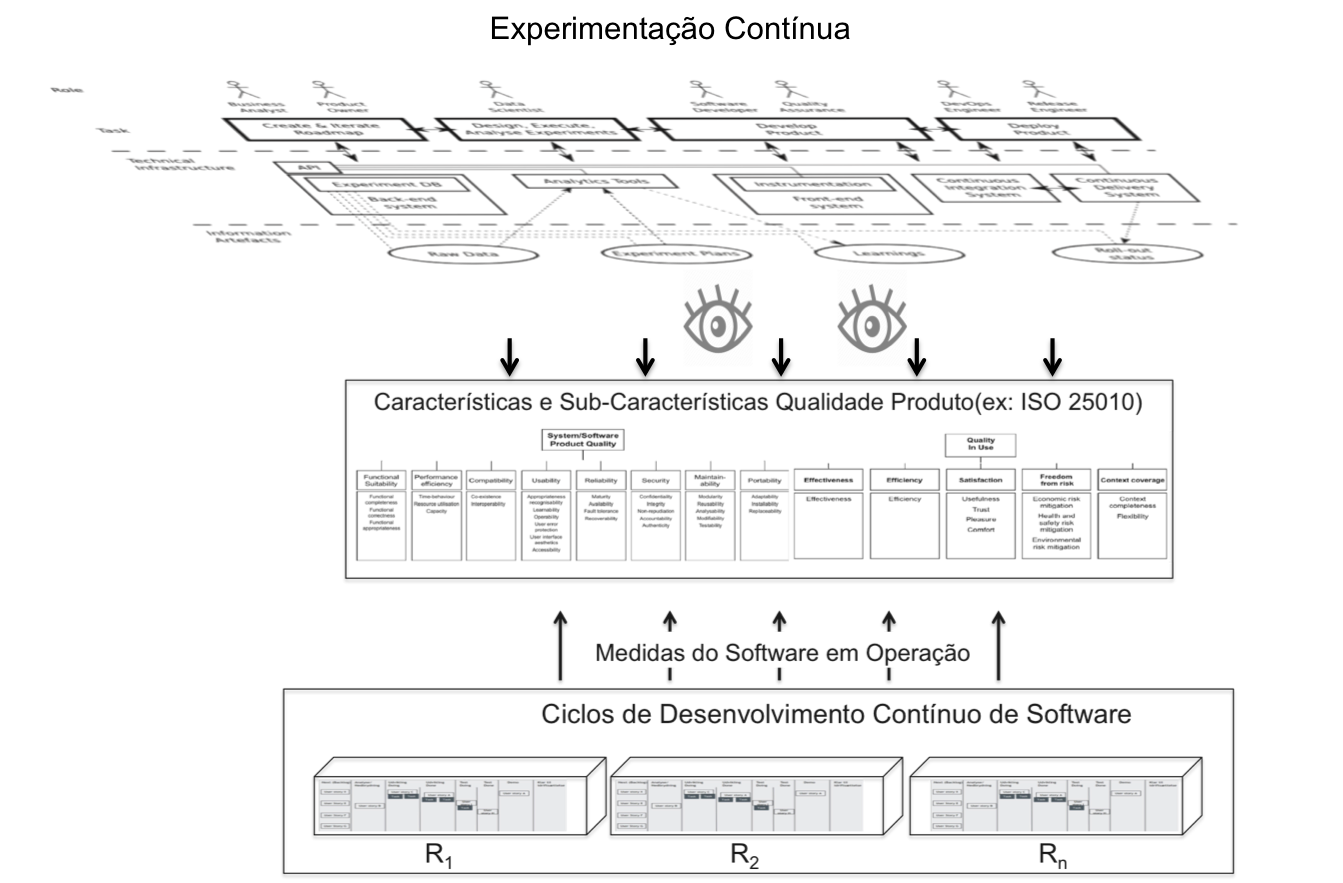 Experimentação Contínua
Role
Business Analyst
Product Owner
Data Scientist
Software Developer
Quality Assurance
DevOps Engineer
Release Engineer
Task
Create & Iterate Roadmap
Design, Execute, Analyse Experiments
Develop Product
Deploy Product
Technical Infrastructure
API
Experiment DB
Back-end system
Analytics Tools
Instrumentation
Front-end system
Continuous Integration System
Continuous Delivery System
Information Artefacts
Raw Data
Experiment Plans
Learnings
Roll-out status
Características e Sub-Características Qualidade Produto(ex: ISO 25010)
System/Software
Product Quality
Quality
In Use
Functional
Suitability
Performance
efficiency
Compatibility
Usability
Reliability
Security
Maintain-
ability
Portability
Effectiveness
Efficiency
Satisfaction
Freedom
from risk
Context coverage
Functional
completeness
Functional
correctness
Functional
appropriateness
Time-behaviour
Resource utilisation
Capacity
Co-existence
Interoperability
Appropriateness
recognisability
Learnability
Operability
User error
protection
User interface
aesthetics
Accessibility
Maturity
Availability
Fault tolerance
Recoverability
Confidentiality
Integrity
Non-repudiation
Accountability
Authenticity
Modularity
Reusability
Analysability
Modifiability
Testability
Adaptability
Installability
Replaceability
Effectiveness
Efficiency
Usefulness
Trust
Pleasure
Comfort
Economic risk
mitigation
Health and
safety risk
mitigation
Environmental
risk mitigation
Context
completeness
Flexibility
Medidas do Software em Operação
Ciclos de Desenvolvimento Contínuo de Software
R1
R2
Rn